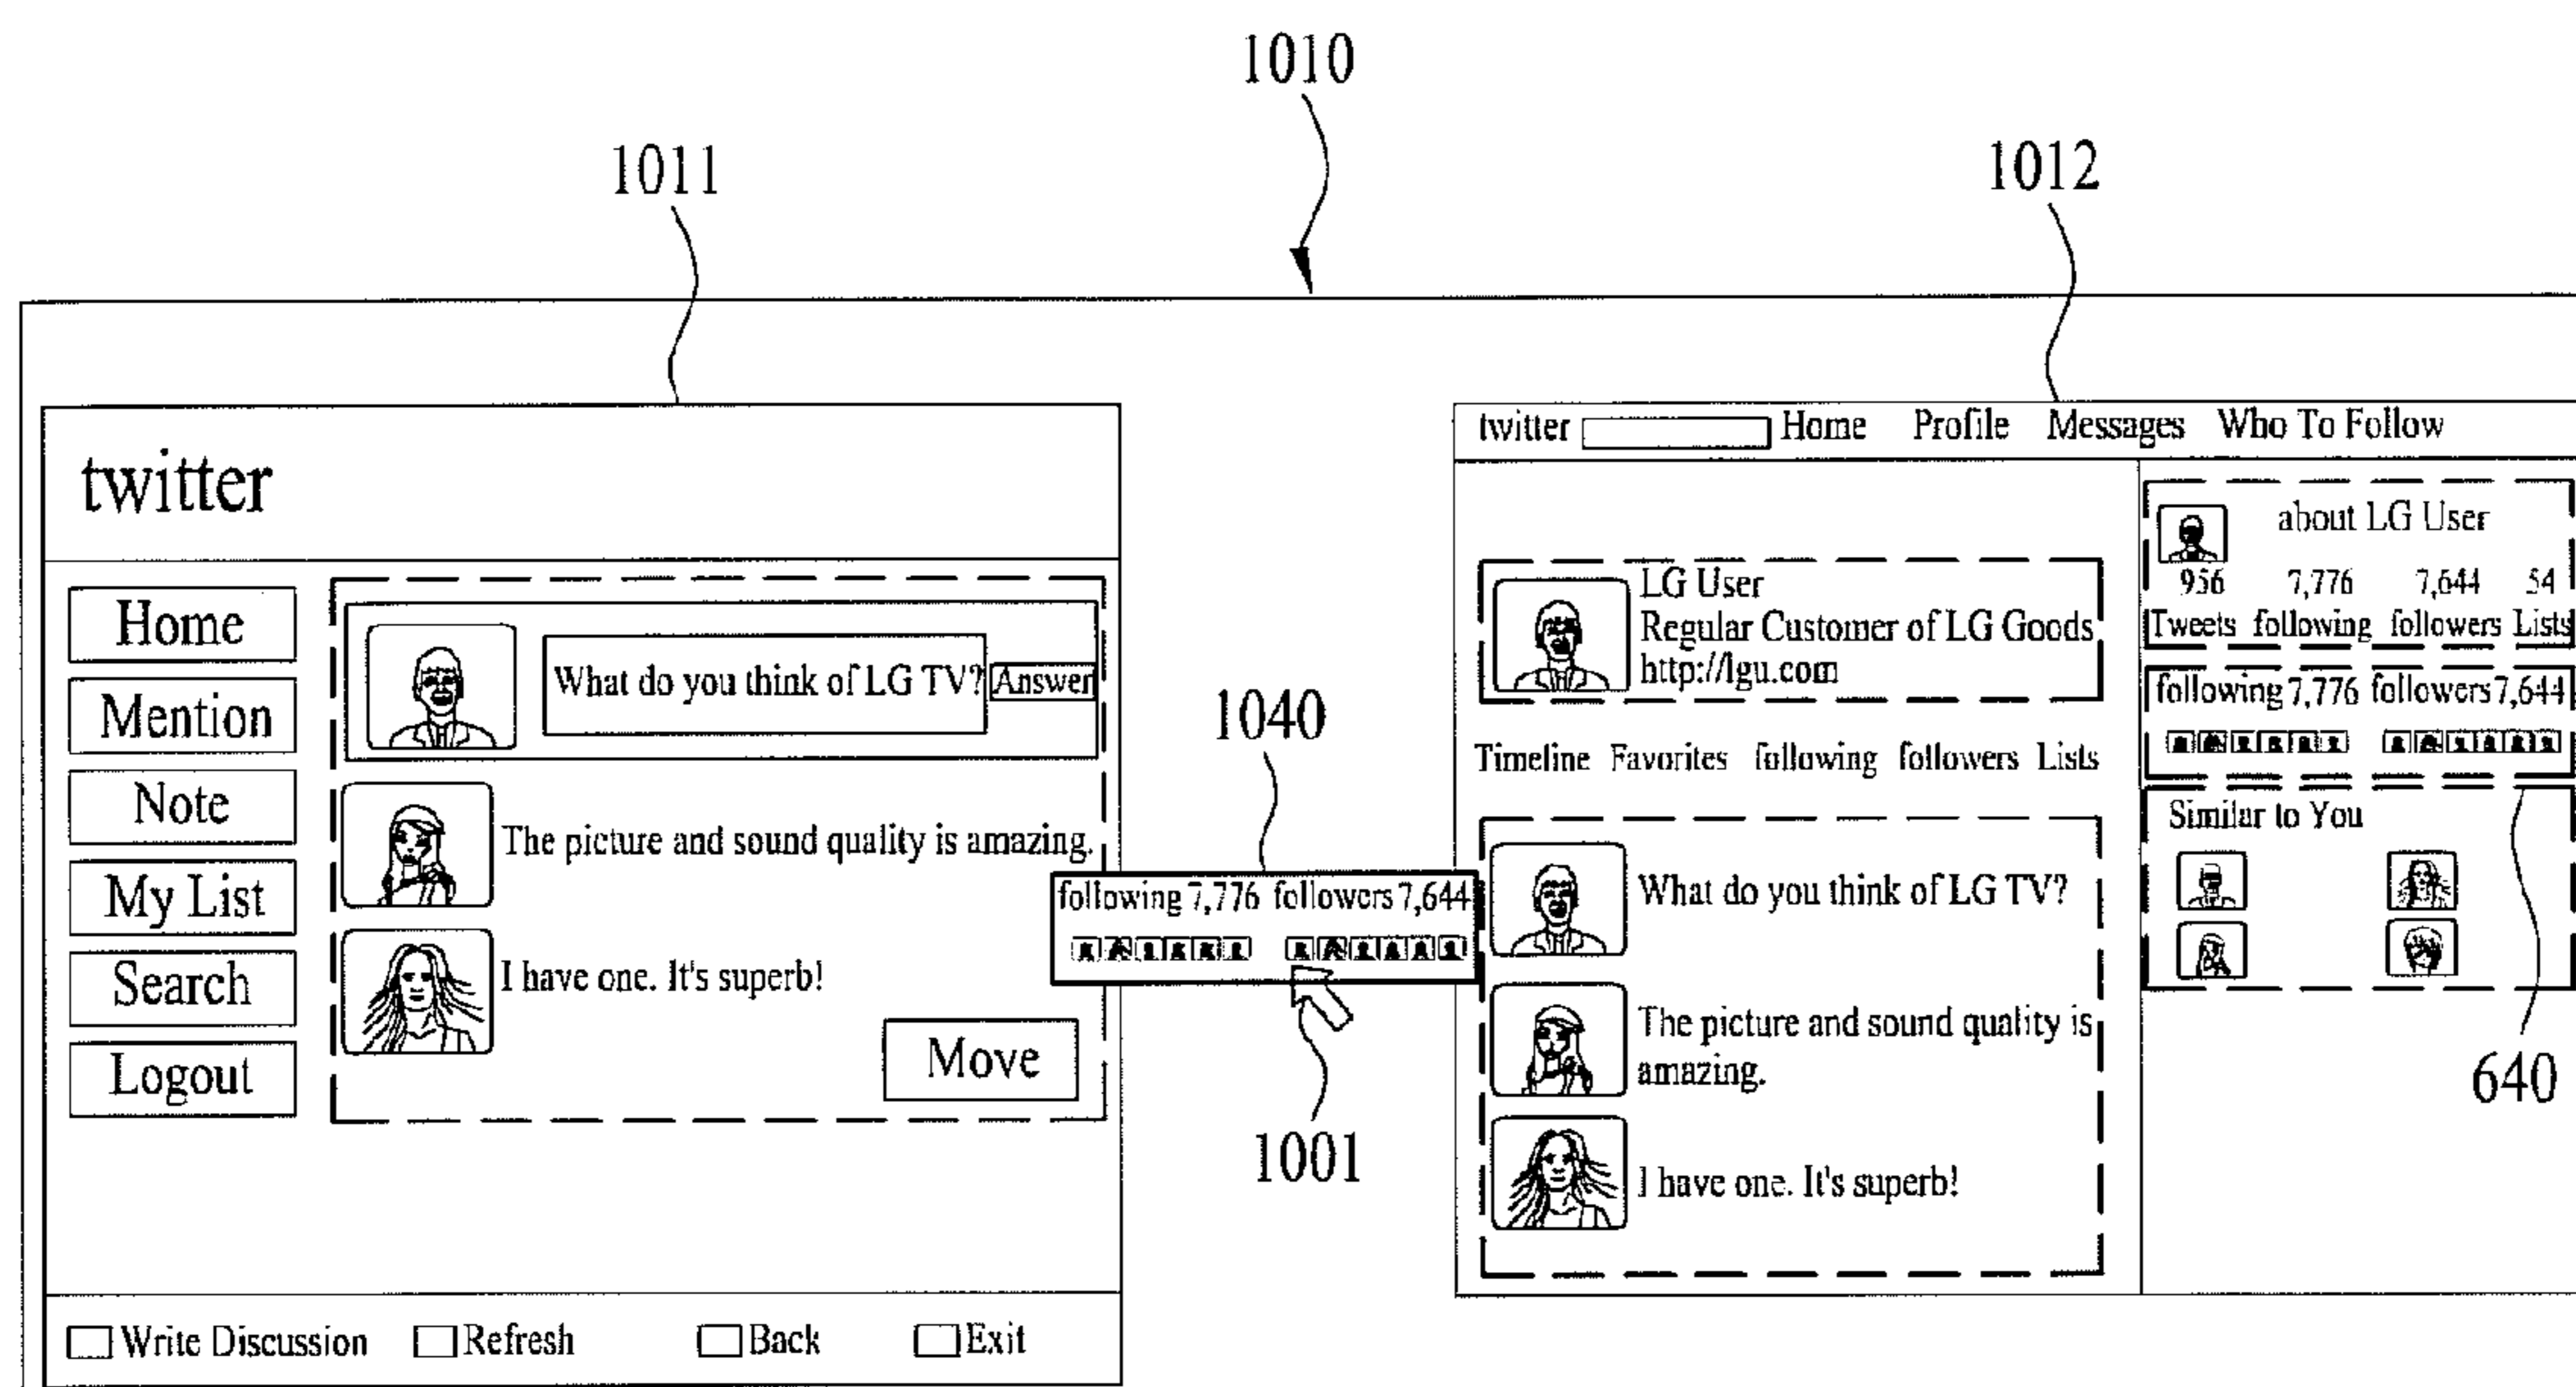 1010
1011
1012
twitter
Home
Mention
Note
My List
Search
Logout
What do you think of LG TV? Answer
The picture and sound quality is amazing.
I have one. It's superb!
Move
Write Discussion Refresh Back Exit
1040
following 7,776 followers 7,644
1001
twitter Home Profile Messages Who To Follow
LG User
Regular Customer of LG Goods
http://lgu.com
Timeline Favorites following followers Lists
What do you think of LG TV?
The picture and sound quality is
amazing.
I have one. It's superb!
about LG User
956 7,776 7,644 54
Tweets following followers Lists
following 7,776 followers 7,644
Similar to You
640